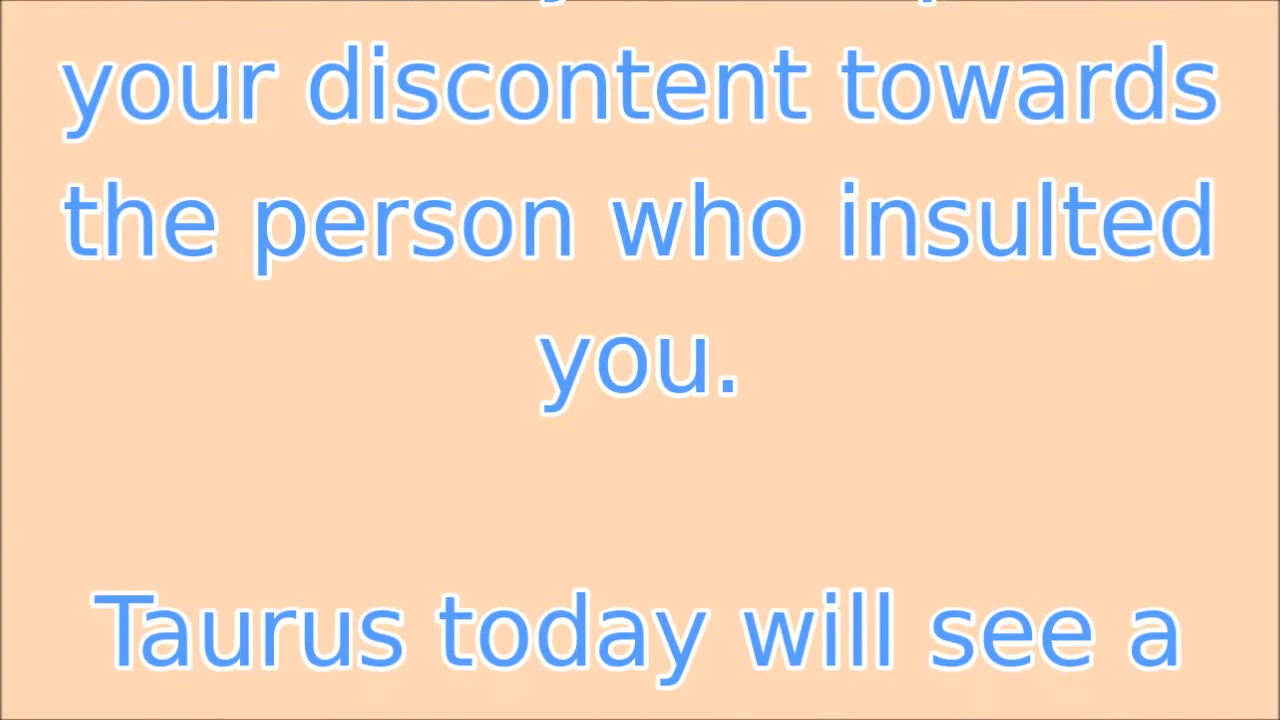 your discontent towards
the person who insulted
you.
Taurus today will see a